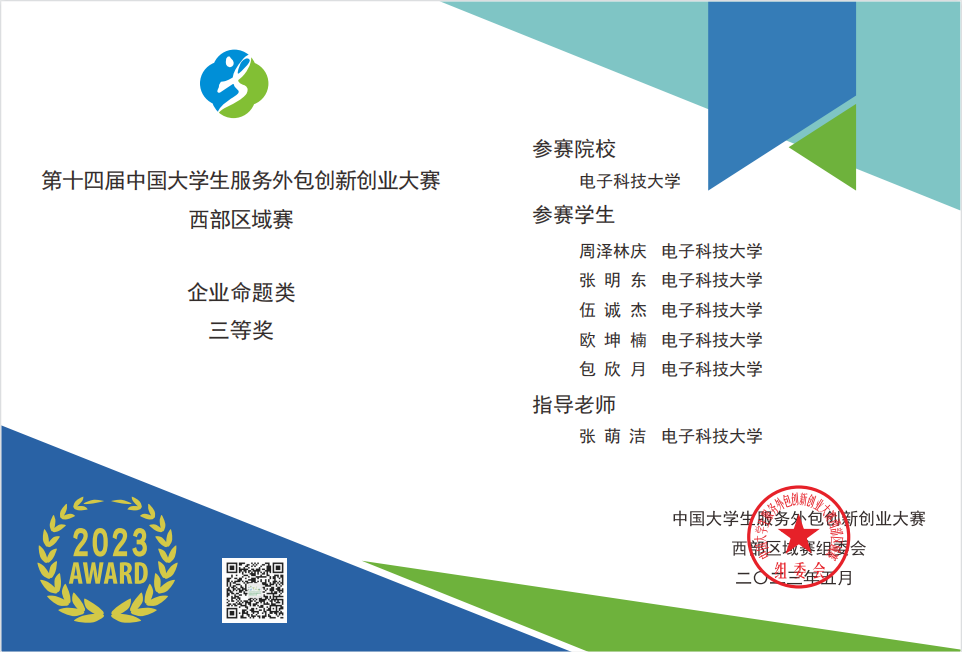 第十四届中国大学生服务外包创新创业大赛
西部区域赛
企业命题类
三等奖
2023
AWARD
参赛院校
电子科技大学
参赛学生
周泽林庆 电子科技大学
张明东 电子科技大学
伍诚杰 电子科技大学
欧坤楠 电子科技大学
包欣月 电子科技大学
指导老师
张萌洁 电子科技大学
中国大学生服务外包创新创业大赛
西部区域赛组委会
二〇二三年五月
组委会